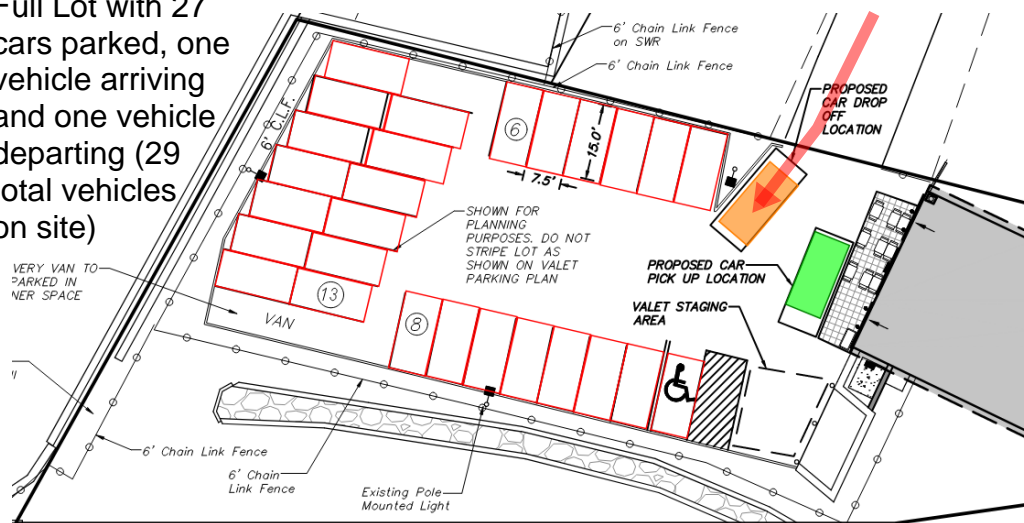 Full Lot with 27
cars parked, one
vehicle arriving
and one vehicle
departing (29
total vehicles
on site)
6' Chain Link Fence
on SWR
6' Chain Link Fence
PROPOSED
CAR DROP
OFF
LOCATION
6' C.L.F.
6
15.0'
7.5'
SHOWN FOR
PLANNING
PURPOSES. DO NOT
STRIPE LOT AS
SHOWN ON VALET
PARKING PLAN
VERY VAN TO
PARKED IN
NER SPACE
PROPOSED CAR
PICK UP LOCATION
VALET STAGING
AREA
13
VAN
8
6' Chain Link Fence
6' Chain
Link Fence
Existing Pole
Mounted Light